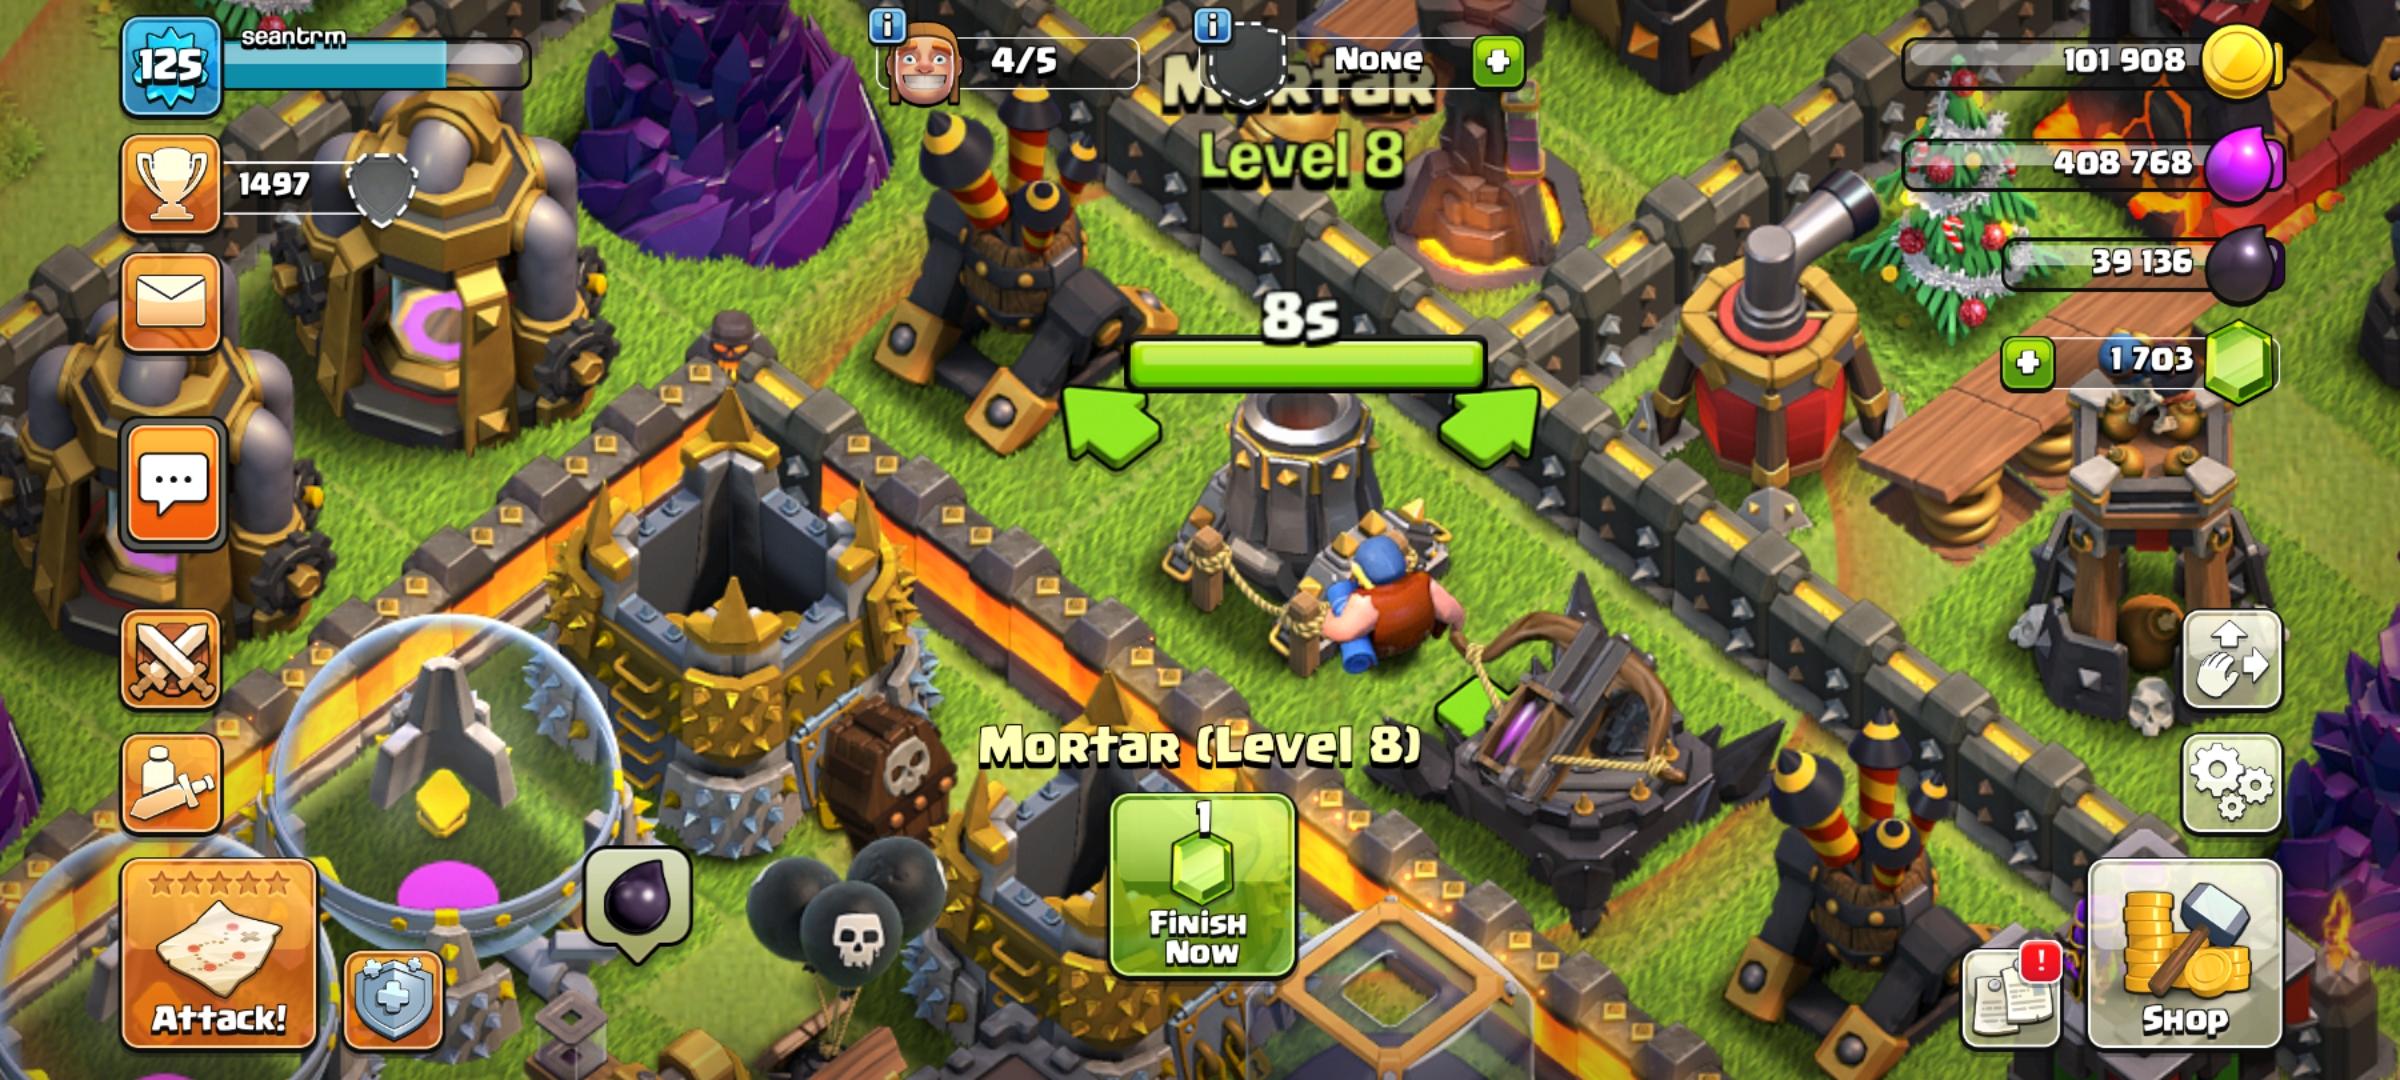 125
seantrm
4/5
None
101 908
Mortar
Level 8
408 768
1497
39 136
8s
1 703
Mortar (Level 8)
1
Finish
Now
Attack!
!
Shop